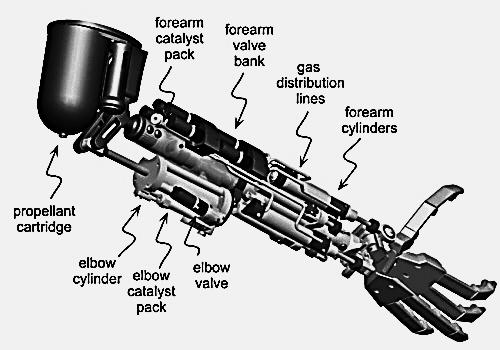 forearm
catalyst
pack
forearm
valve
bank
gas
distribution
lines
forearm
cylinders
propellant
cartridge
elbow
cylinder
elbow
catalyst
pack
elbow
valve